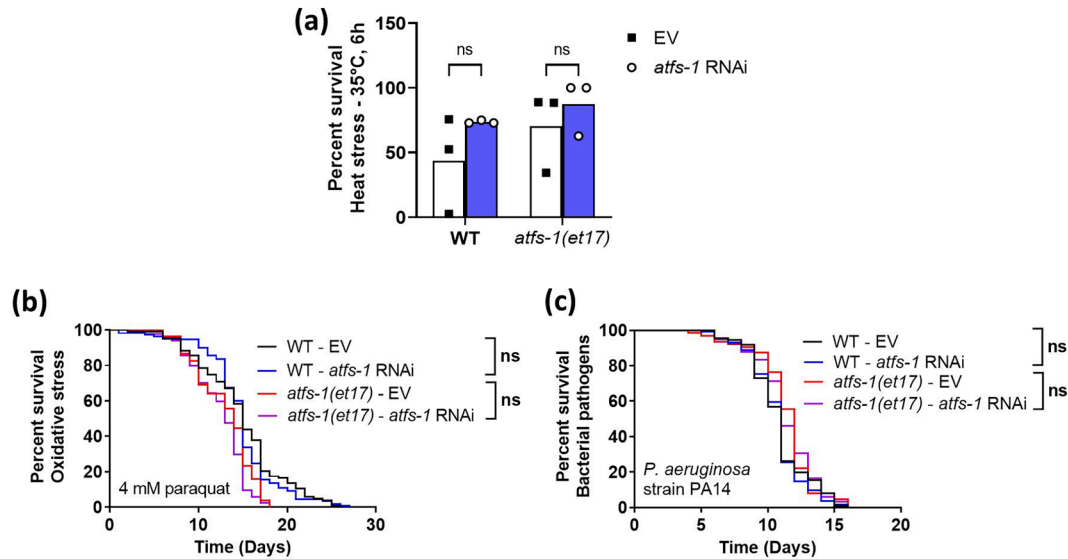 (a)
Percent survival
Heat stress - 35°C, 6h
150
100
50
0
ns
ns
WT
atfs-1(et17)
EV
atfs-1 RNAi
(b)
Percent survival
Oxidative stress
100
80
60
40
20
0
0
10
20
30
Time (Days)
4 mM paraquat
WT - EV
WT - atfs-1 RNAi
atfs-1(et17) - EV
atfs-1(et17) - atfs-1 RNAi
ns
ns
(c)
Percent survival
Bacterial pathogens
100
80
60
40
20
0
0
5
10
15
20
Time (Days)
P. aeruginosa
strain PA14
WT - EV
WT - atfs-1 RNAi
atfs-1(et17) - EV
atfs-1(et17) - atfs-1 RNAi
ns
ns